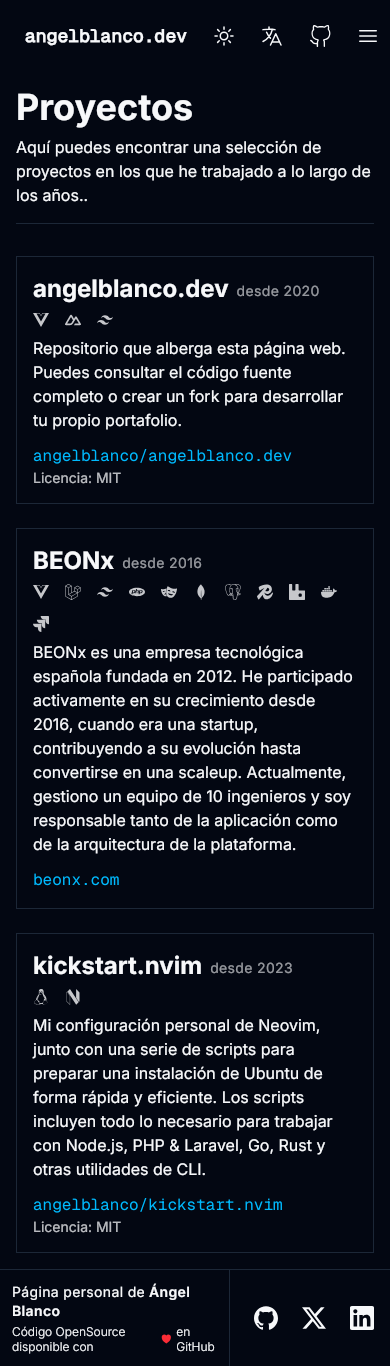 angelblanco.dev
Proyectos
Aquí puedes encontrar una selección de
proyectos en los que he trabajado a lo largo de
los años..
angelblanco.dev desde 2020
Repositorio que alberga esta página web.
Puedes consultar el código fuente
completo o crear un fork para desarrollar
tu propio portafolio.
angelblanco/angelblanco.dev
Licencia: MIT
BEONx desde 2016
php
BEONx es una empresa tecnológica
española fundada en 2012. He participado
activamente en su crecimiento desde
2016, cuando era una startup,
contribuyendo a su evolución hasta
convertirse en una scaleup. Actualmente,
gestiono un equipo de 10 ingenieros y soy
responsable tanto de la aplicación como
de la arquitectura de la plataforma.
beonx.com
kickstart.nvim desde 2023
Mi configuración personal de Neovim,
junto con una serie de scripts para
preparar una instalación de Ubuntu de
forma rápida y eficiente. Los scripts
incluyen todo lo necesario para trabajar
con Node.js, PHP & Laravel, Go, Rust y
otras utilidades de CLI.
angelblanco/kickstart.nvim
Licencia: MIT
Página personal de Ángel
Blanco
Código OpenSource
disponible con
en
GitHub